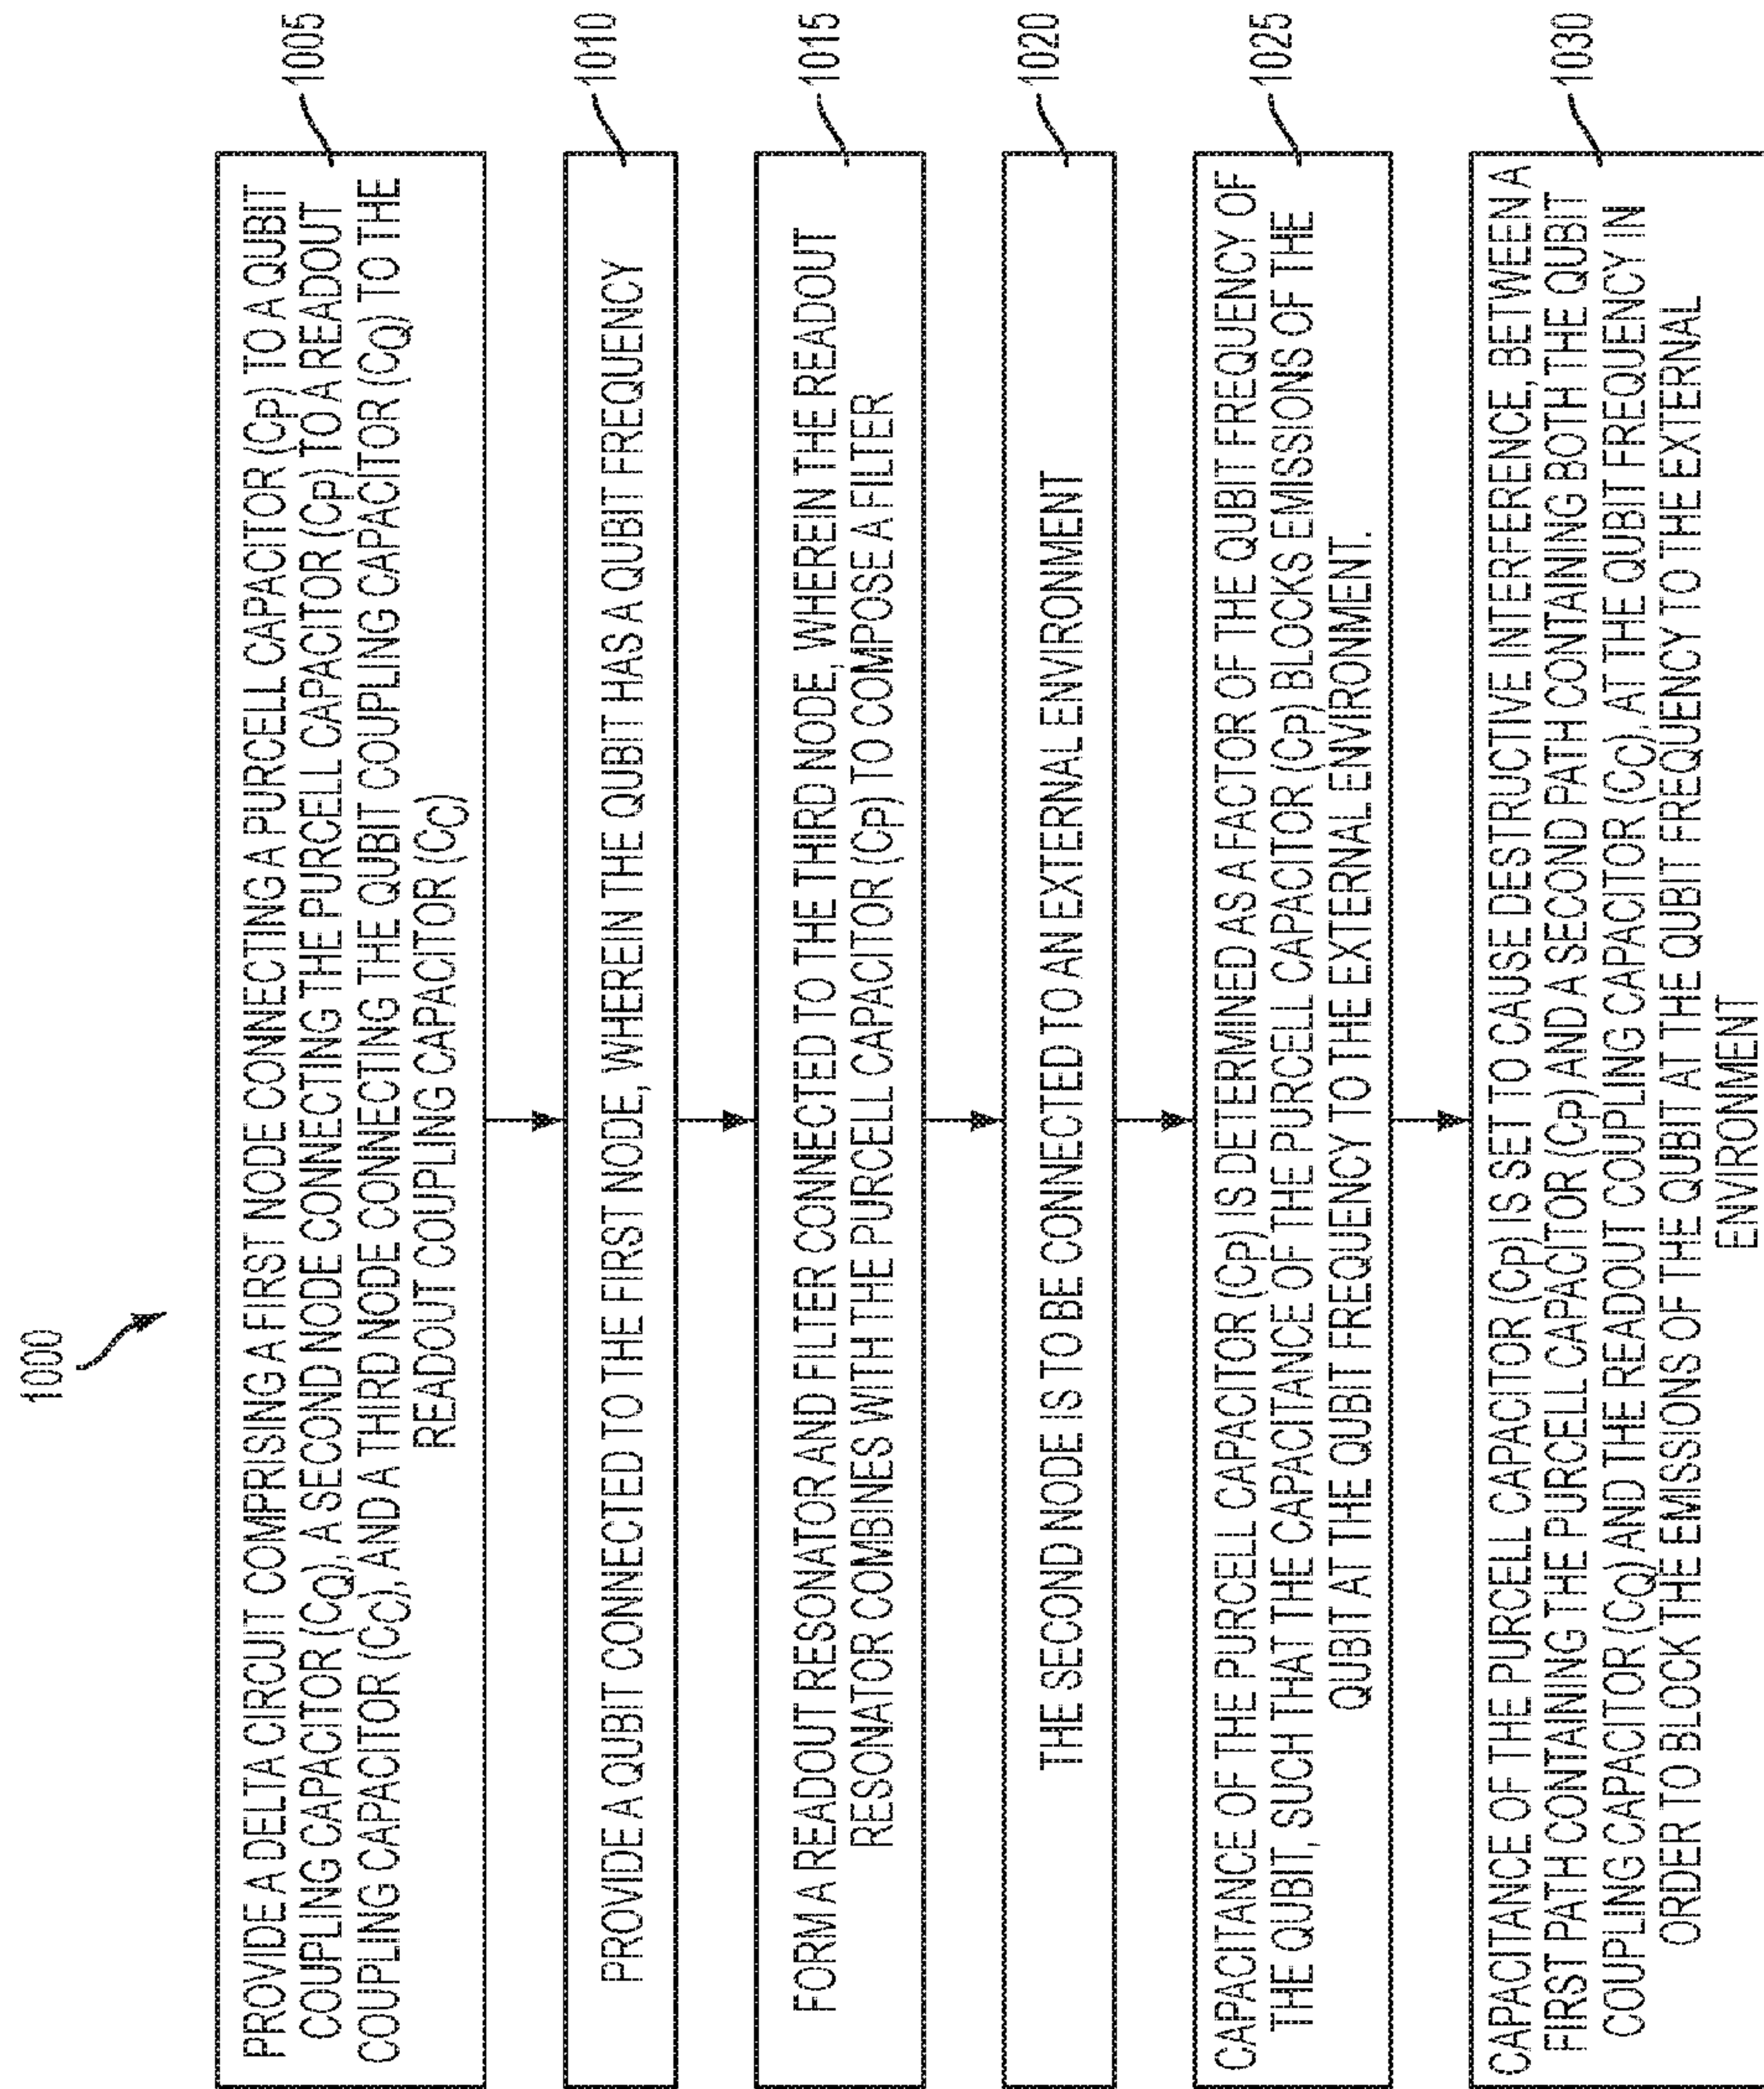 1000
PROVIDE A DELTA CIRCUIT COMPRISING A FIRST NODE CONNECTING A PURCELL CAPACITOR (CP) TO A QUBIT
COUPLING CAPACITOR (CQ), A SECOND NODE CONNECTING THE PURCELL CAPACITOR (CP) TO A READOUT
COUPLING CAPACITOR (CC), AND A THIRD NODE CONNECTING THE QUBIT COUPLING CAPACITOR (CQ) TO THE
READOUT COUPLING CAPACITOR (CC)
1005
PROVIDE A QUBIT CONNECTED TO THE FIRST NODE, WHEREIN THE QUBIT HAS A QUBIT FREQUENCY
1010
FORM A READOUT RESONATOR AND FILTER CONNECTED TO THE THIRD NODE, WHEREIN THE READOUT
RESONATOR COMBINES WITH THE PURCELL CAPACITOR (CP) TO COMPOSE A FILTER
1015
THE SECOND NODE IS TO BE CONNECTED TO AN EXTERNAL ENVIRONMENT
1020
CAPACITANCE OF THE PURCELL CAPACITOR (CP) IS DETERMINED AS A FACTOR OF THE QUBIT FREQUENCY OF
THE QUBIT, SUCH THAT THE CAPACITANCE OF THE PURCELL CAPACITOR (CP) BLOCKS EMISSIONS OF THE
QUBIT AT THE QUBIT FREQUENCY TO THE EXTERNAL ENVIRONMENT.
1025
CAPACITANCE OF THE PURCELL CAPACITOR (CP) IS SET TO CAUSE DESTRUCTIVE INTERFERENCE, BETWEEN A
FIRST PATH CONTAINING THE PURCELL CAPACITOR (CP) AND A SECOND PATH CONTAINING BOTH THE QUBIT
COUPLING CAPACITOR (CQ) AND THE READOUT COUPLING CAPACITOR (CC), AT THE QUBIT FREQUENCY IN
ORDER TO BLOCK THE EMISSIONS OF THE QUBIT AT THE QUBIT FREQUENCY TO THE EXTERNAL
ENVIRONMENT
1030